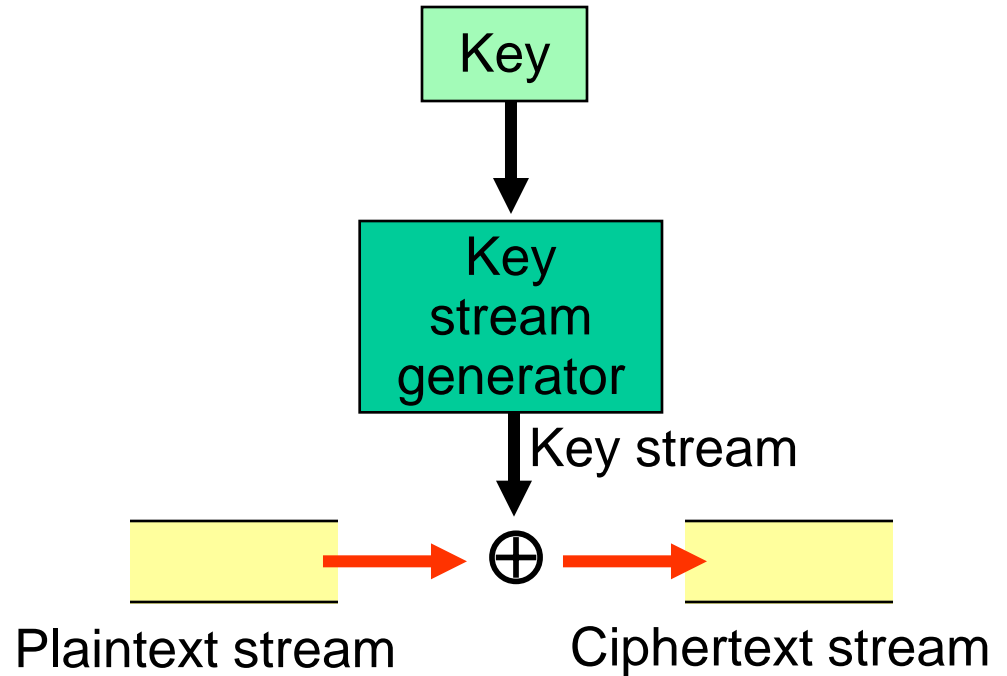 Key
Key
stream
generator
Key stream
Plaintext stream
Ciphertext stream